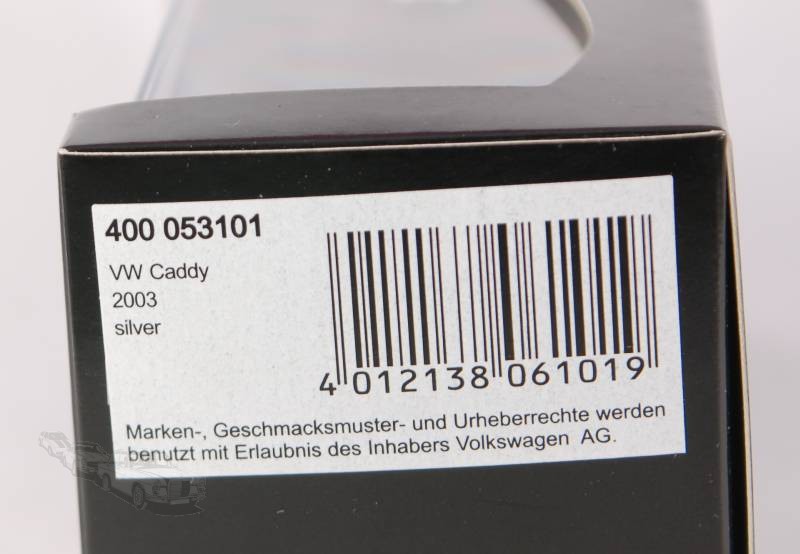 400 053101
VW Caddy
2003
silver
4 012138 061019
Marken-, Geschmacksmuster- und Urheberrechte werden
benutzt mit Erlaubnis des Inhabers Volkswagen AG.